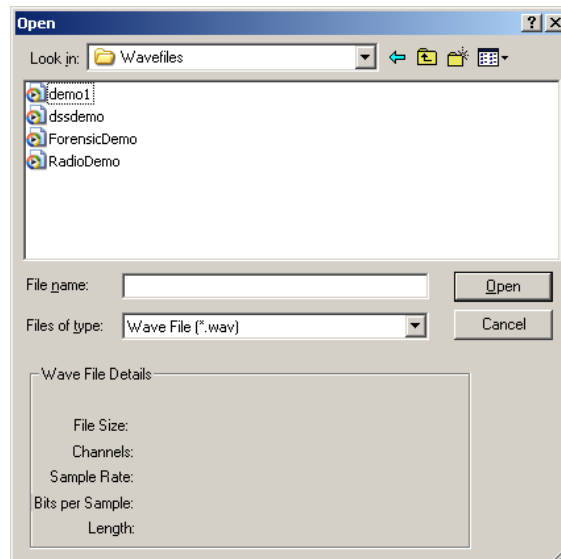 Open
Look in: Wavefiles
demo1
dssdemo
ForensicDemo
RadioDemo
File name: Open
Files of type: Wave File (*.wav) Cancel
Wave File Details
File Size:
Channels:
Sample Rate:
Bits per Sample:
Length: